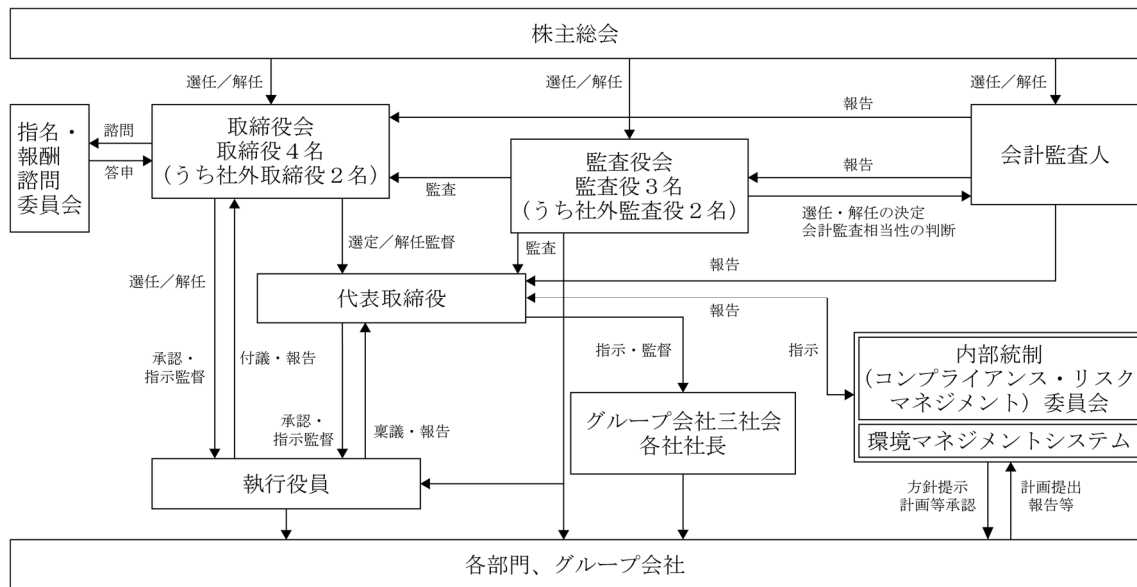 株主総会
選任／解任
選任／解任
選任／解任
指名・
報酬
諮問
委員会
諮問
答申
取締役会
取締役４名
（うち社外取締役２名）
報告
会計監査人
監査役会
監査役３名
（うち社外監査役２名）
監査
報告
選任・解任の決定
会計監査相当性の判断
選定／解任監督
監査
選任／解任
報告
代表取締役
報告
指示・監督
指示
承認・
指示監督
付議・報告
承認・
指示監督
稟議・報告
グループ会社三社会
各社社長
内部統制
（コンプライアンス・リスク
マネジメント）委員会
環境マネジメントシステム
執行役員
方針提示
計画等承認
計画提出
報告等
各部門、グループ会社